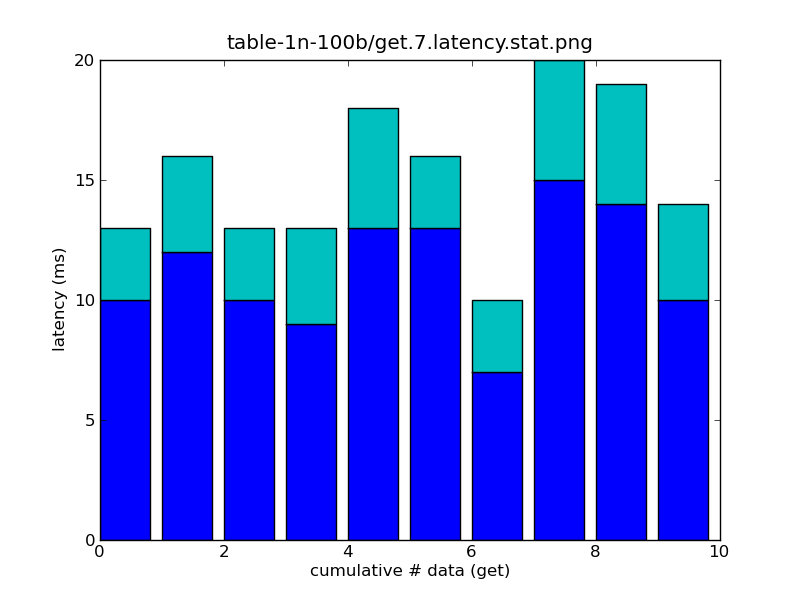 table-1n-100b/get.7.latency.stat.png
20
15
10
5
0
latency (ms)
0 2 4 6 8 10
cumulative # data (get)